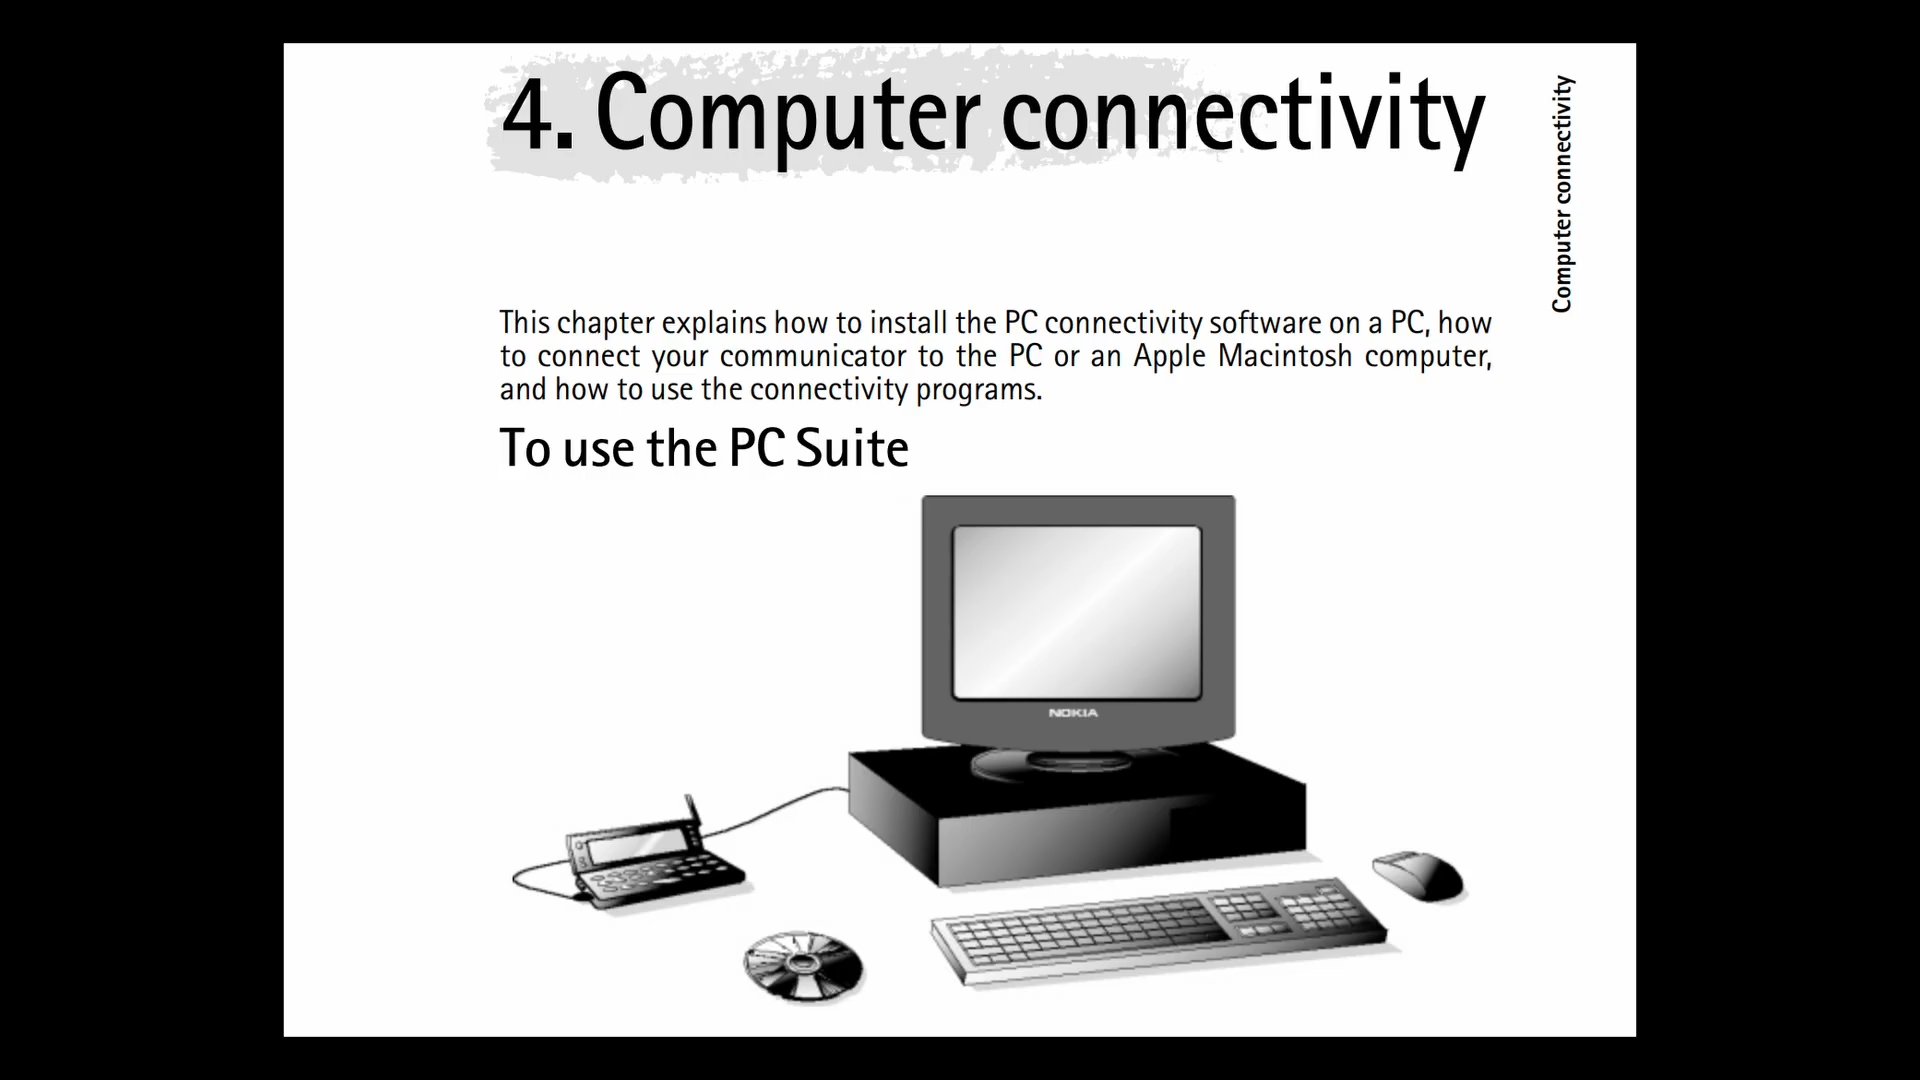 4. Computer connectivity
Computer connectivity
This chapter explains how to install the PC connectivity software on a PC, how
to connect your communicator to the PC or an Apple Macintosh computer,
and how to use the connectivity programs.
To use the PC Suite
NOKIA